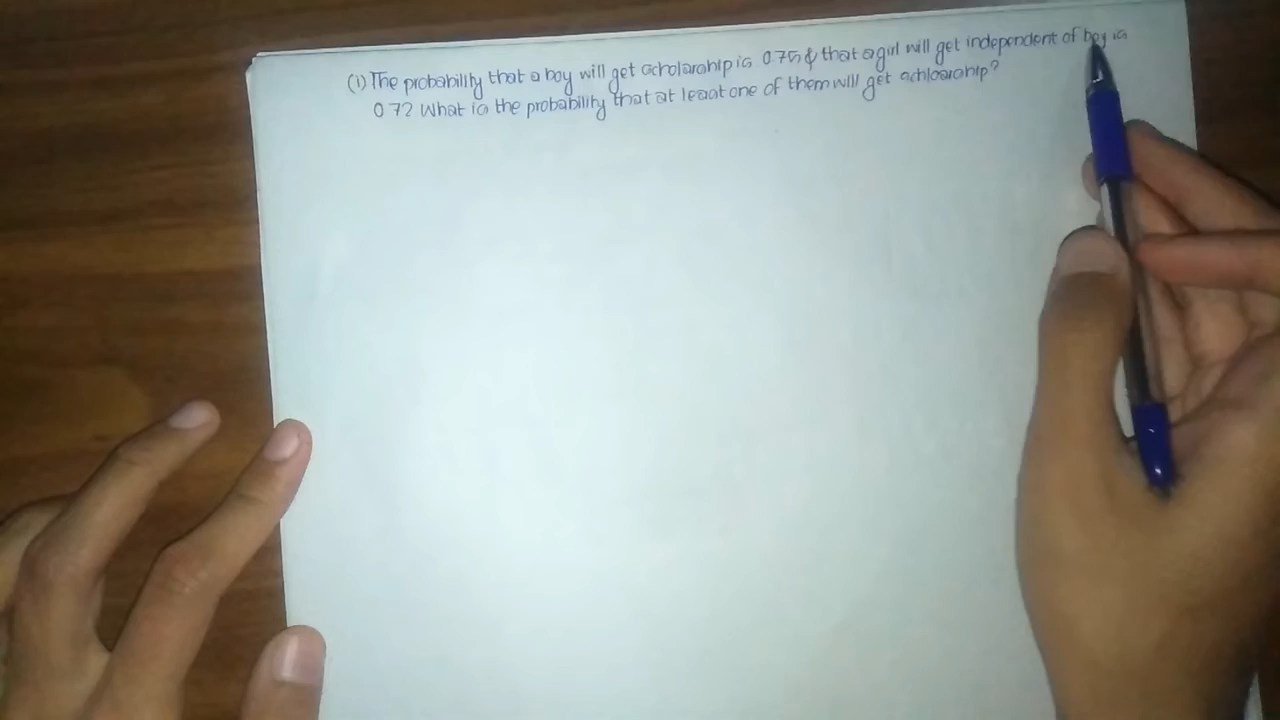 (1) The probability that a boy will get scholarship is 0.75 & that a girl will get independent of boy is
0.72 What is the probability that at least one of them will get schloarship?